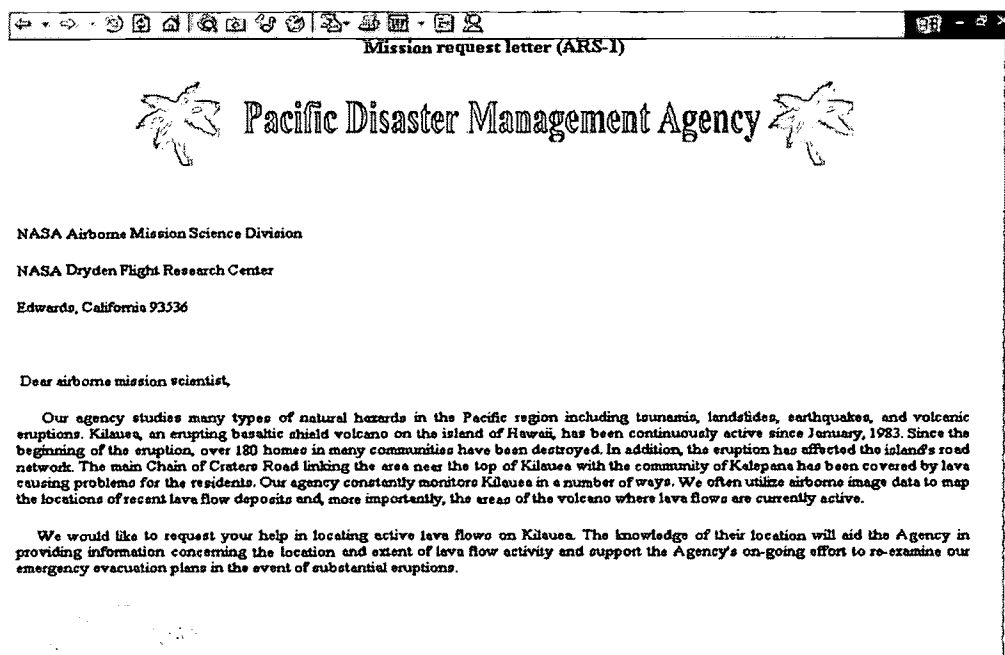 Mission request letter (ARS-1)
Pacific Disaster Management Agency
NASA Airborne Mission Science Division
NASA Dryden Flight Research Center
Edwards, California 93536
Dear airborne mission scientist,
Our agency studies many types of natural hazards in the Pacific region including tsunamis, landslides, earthquakes, and volcanic
eruptions. Kilauea, an erupting basaltic shield volcano on the island of Hawaii, has been continuously active since January, 1983. Since the
beginning of the eruption, over 180 homes in many communities have been destroyed. In addition, the eruption has affected the island's road
network. The main Chain of Craters Road linking the area near the top of Kilauea with the community of Kalapana has been covered by lava
causing problems for the residents. Our agency constantly monitors Kilauea in a number of ways. We often utilize airborne image data to map
the locations of recent lava flow deposits and, more importantly, the areas of the volcano where lava flows are currently active.
We would like to request your help in locating active lava flows on Kilauea. The knowledge of their location will aid the Agency in
providing information concerning the location and extent of lava flow activity and support the Agency's on-going effort to re-examine our
emergency evacuation plans in the event of substantial eruptions.